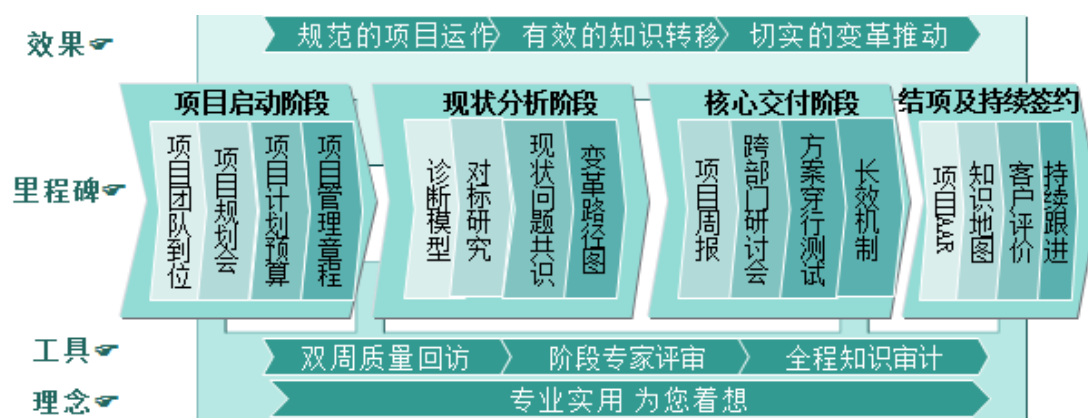 效果
规范的项目运作 有效的知识转移 切实的变革推动
项目启动阶段 现状分析阶段 核心交付阶段 结项及持续签约
里程碑
项目团队到位
项目规划会
项目计划预算
项目管理章程
诊断模型
对标研究
现状问题共识
变革路径图
项目周报
跨部门研讨会
方案穿行测试
长效机制
项目AAR
知识地图
客户评价
持续跟进
工具
双周质量回访 阶段专家评审 全程知识审计
理念
专业实用 为您着想